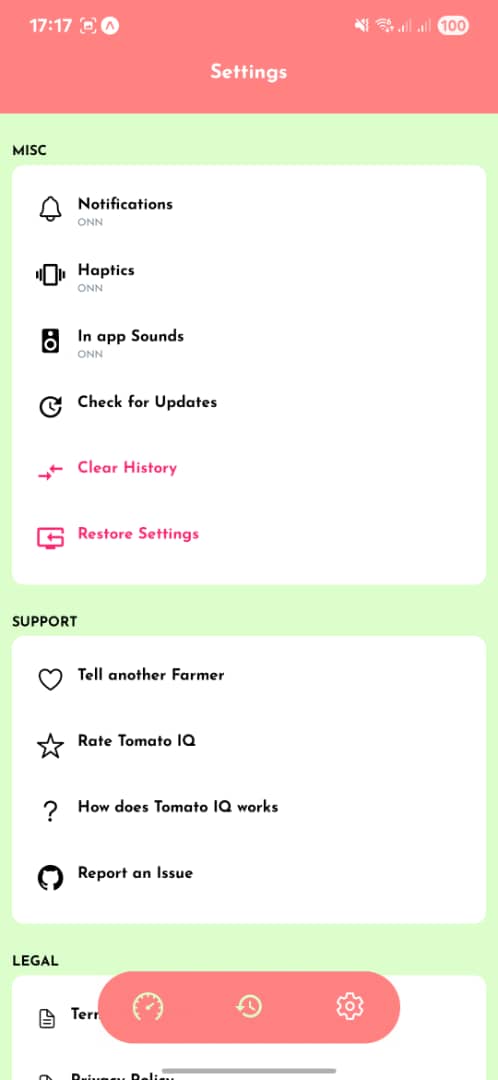 17:17
100
Settings
MISC
Notifications
ONN
Haptics
ONN
In app Sounds
ONN
Check for Updates
Clear History
Restore Settings
SUPPORT
Tell another Farmer
Rate Tomato IQ
How does Tomato IQ works
Report an Issue
LEGAL
Privacy Policy